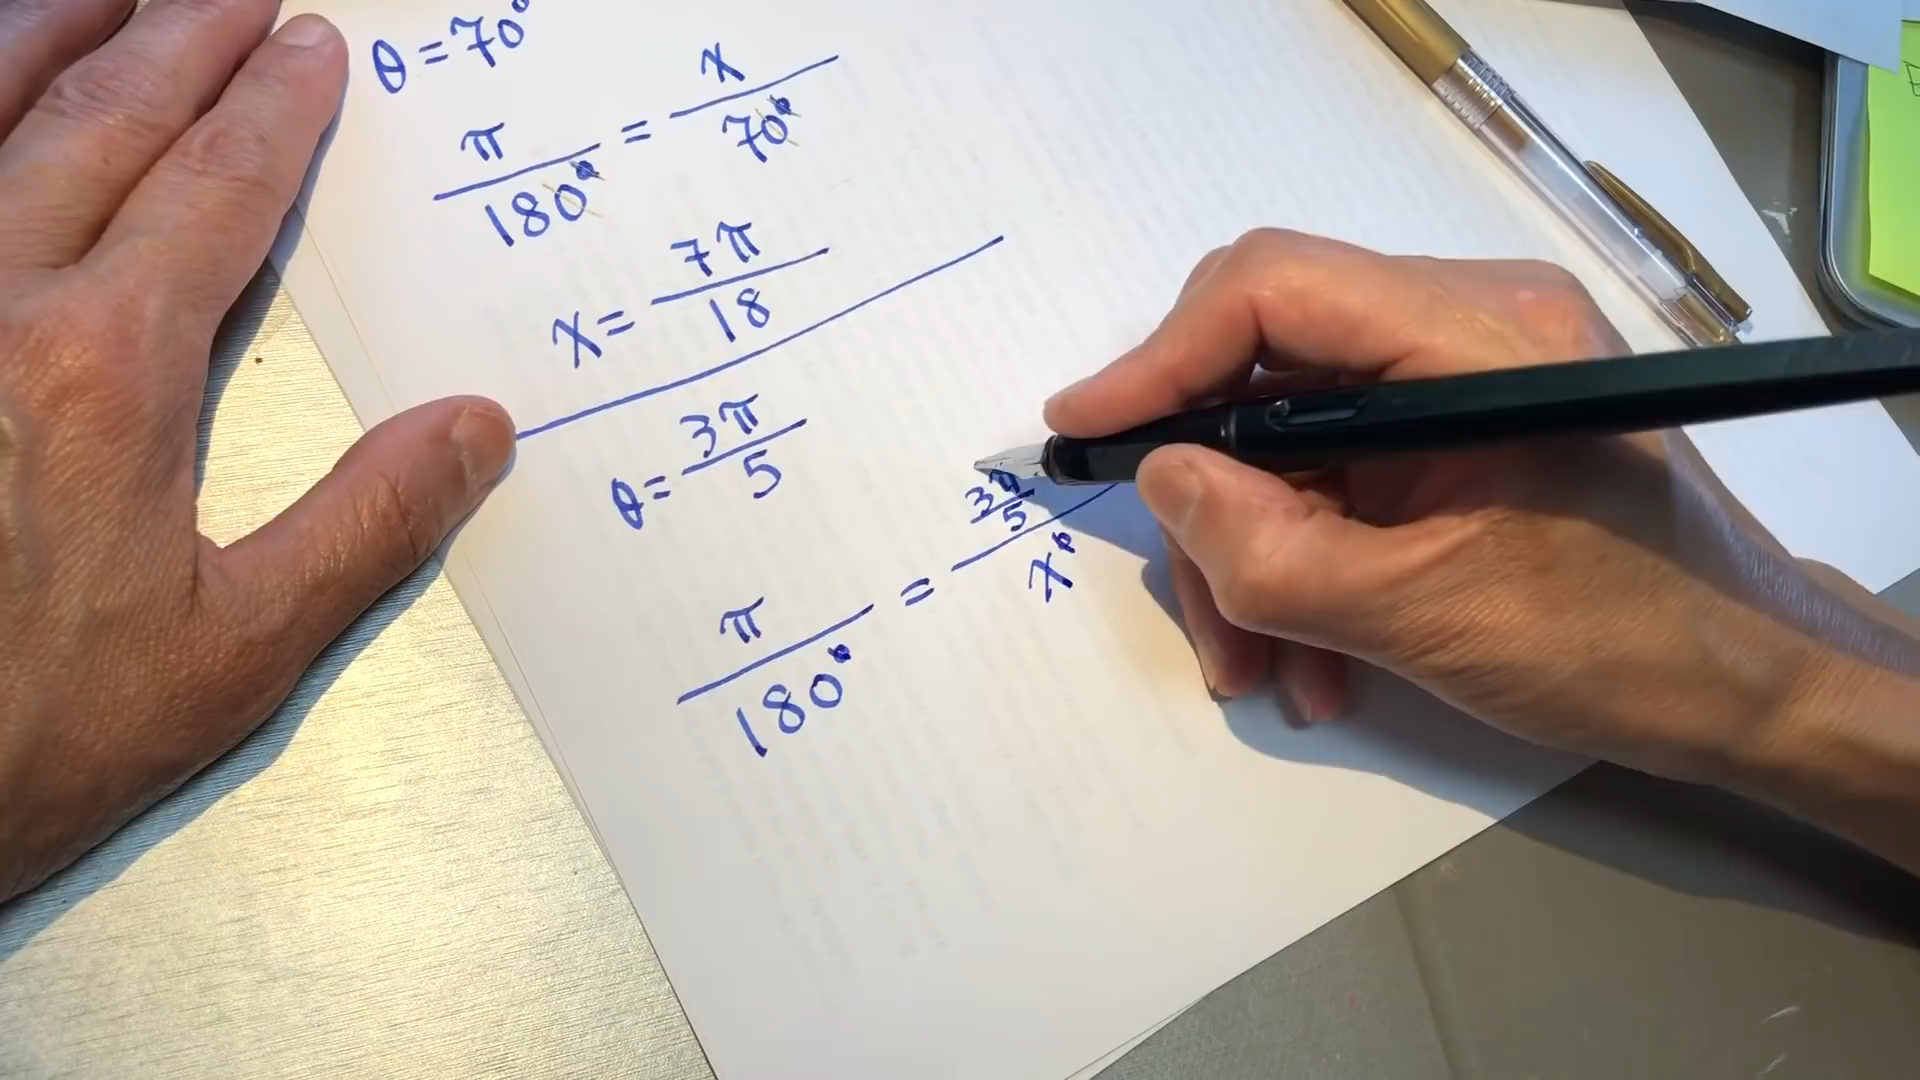 θ = 70°
π/180° = x/70°
x = 7π/18
θ = 3π/5
π/180° = (3π/5)/x°